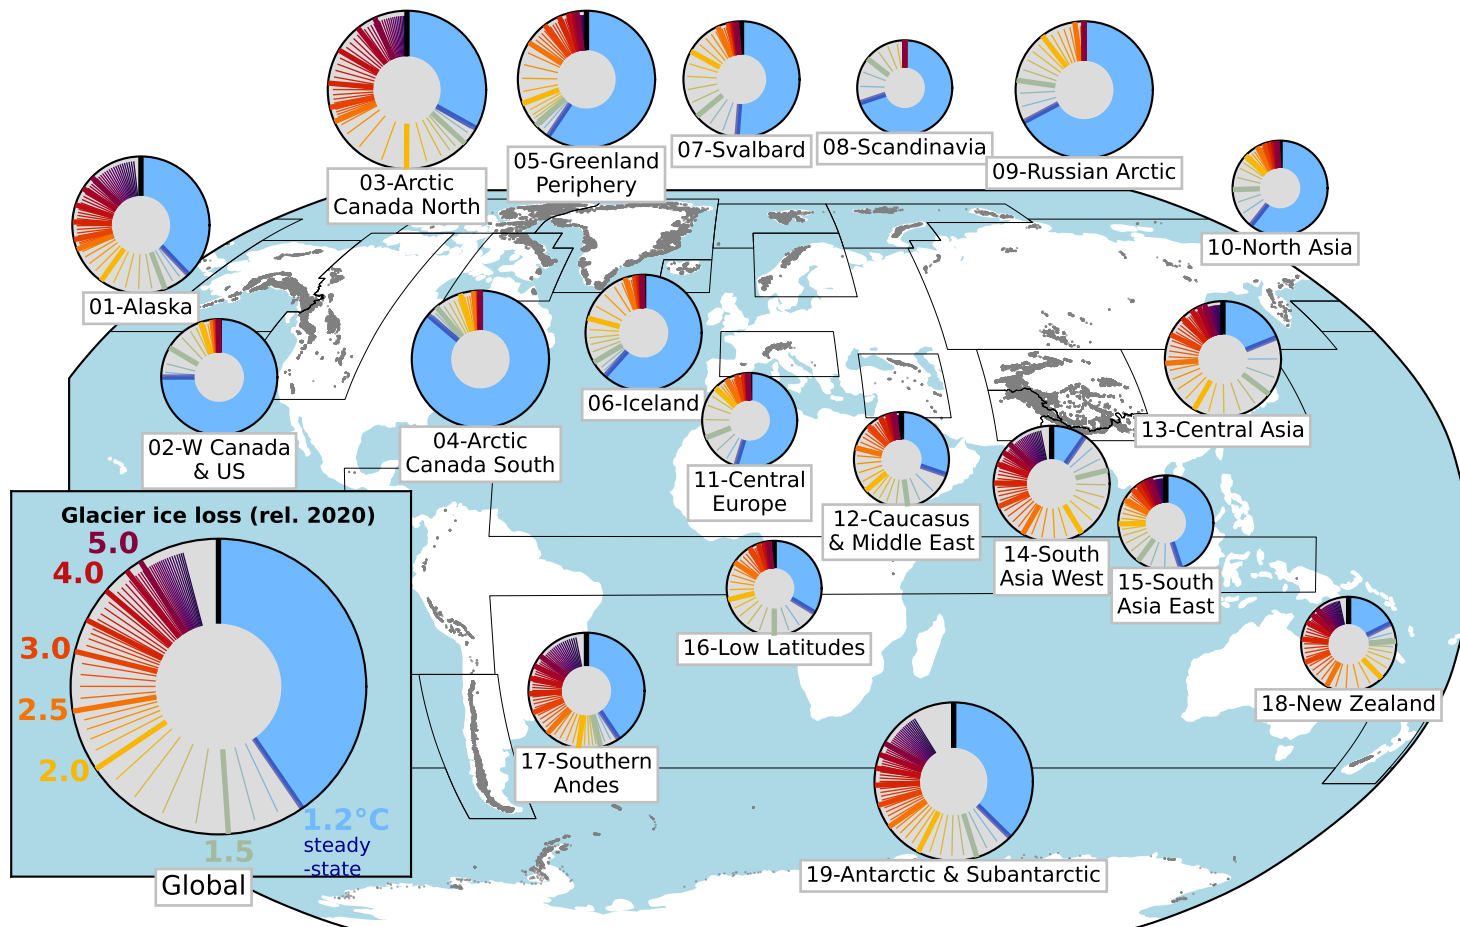 03-Arctic
Canada North
05-Greenland
Periphery
07-Svalbard
08-Scandinavia
09-Russian Arctic
10-North Asia
01-Alaska
02-W Canada
& US
04-Arctic
Canada South
06-Iceland
11-Central
Europe
12-Caucasus
& Middle East
13-Central Asia
14-South
Asia West
15-South
Asia East
16-Low Latitudes
17-Southern
Andes
18-New Zealand
19-Antarctic & Subantarctic
Glacier ice loss (rel. 2020)
5.0
4.0
3.0
2.5
2.0
1.5
1.2°C
steady
-state
Global